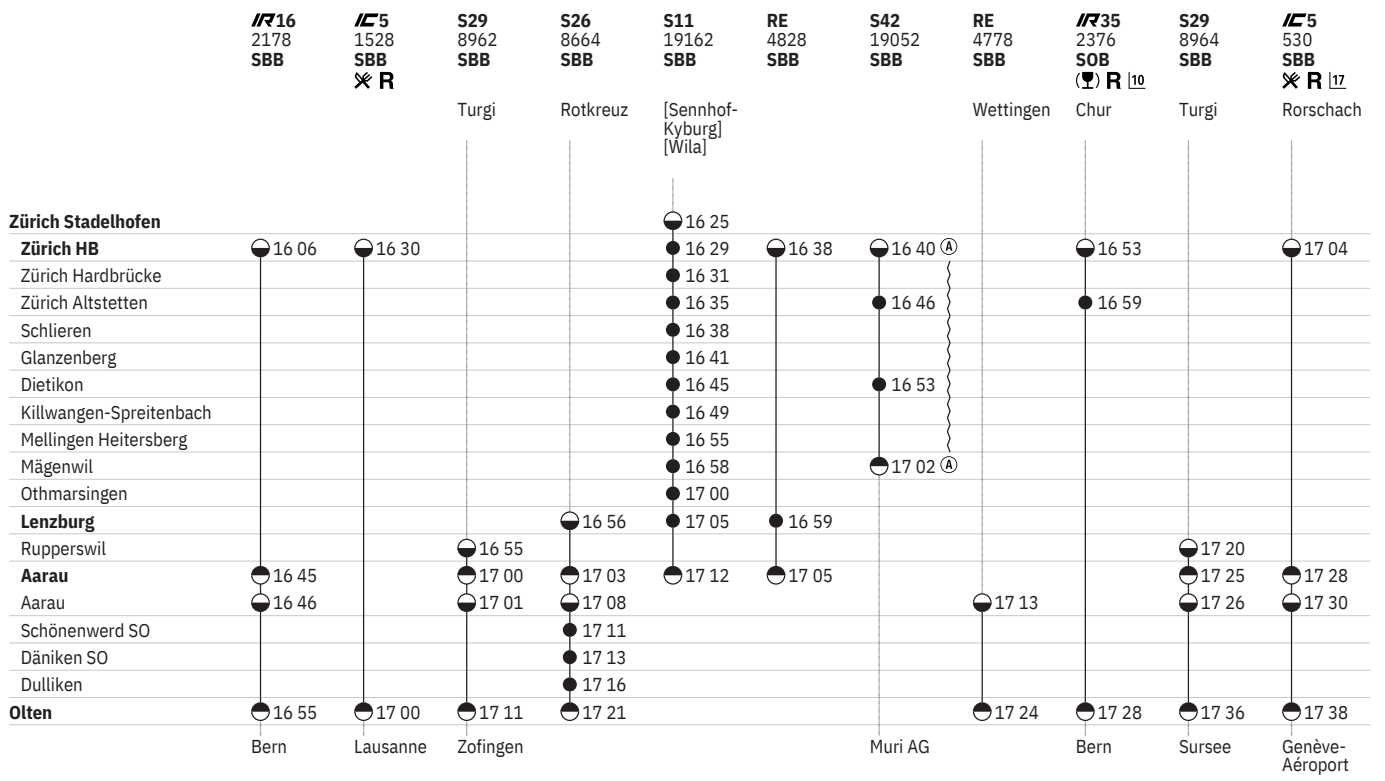 IR16 IC5 S29 S26 S11 RE S42 RE IR35 S29 IC5
2178 1528 8962 8664 19162 4828 19052 4778 2376 8964 530
SBB SBB SBB SBB SBB SBB SBB SBB SOB SBB SBB
R R 10 R 17
Turgi Rotkreuz [Sennhof- Wettingen Chur Turgi Rorschach
Kyburg]
[Wila]
Zürich Stadelhofen 16 25
Zürich HB 16 06 16 30 16 29 16 38 16 40 A 16 53 17 04
Zürich Hardbrücke 16 31
Zürich Altstetten 16 35 16 46 16 59
Schlieren 16 38
Glanzenberg 16 41
Dietikon 16 45 16 53
Killwangen-Spreitenbach 16 49
Mellingen Heitersberg 16 55
Mägenwil 16 58 17 02 A
Othmarsingen 17 00
Lenzburg 16 56 17 05 16 59
Rupperswil 16 55 17 20
Aarau 16 45 17 00 17 03 17 12 17 05 17 25 17 28
Aarau 16 46 17 01 17 08 17 13 17 26 17 30
Schönenwerd SO 17 11
Däniken SO 17 13
Dulliken 17 16
Olten 16 55 17 00 17 11 17 21 17 24 17 28 17 36 17 38
Bern Lausanne Zofingen Muri AG Bern Sursee Genève-
Aéroport